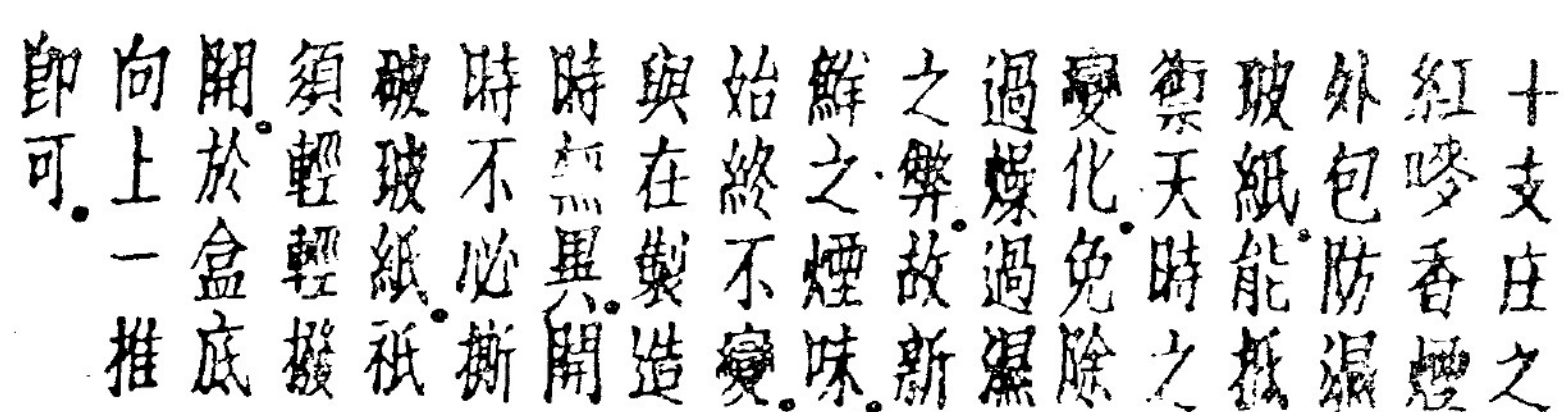 十支庄之
紅嘜香煙
外包防濕
玻紙。能抵
禦天時之
變化。免除
過燥過濕
之弊。故新
鮮之煙味。
始終不變。
與在製造
時無異。開
時不必撕
破玻紙。祇
須輕輕撥
開。於盒底
向上一推
即可。